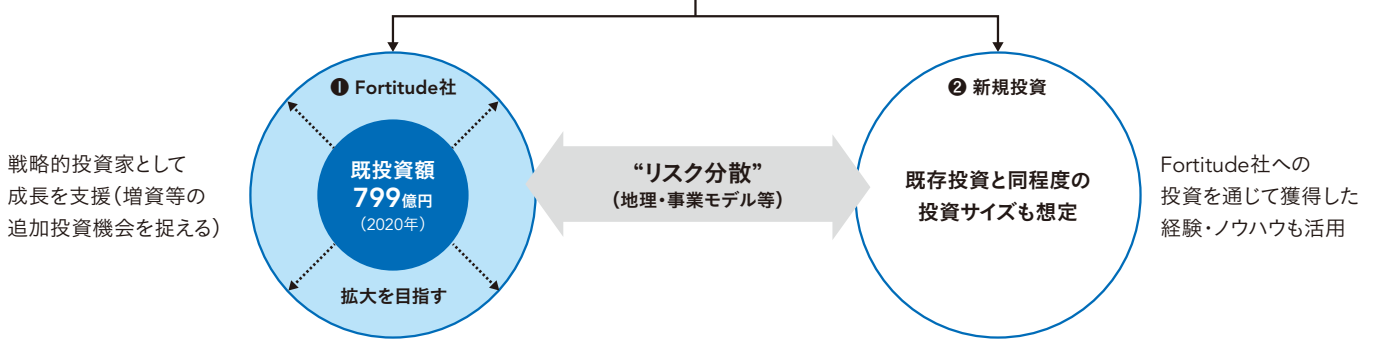 ❶ Fortitude社
❷ 新規投資
戦略的投資家として
成長を支援（増資等の
追加投資機会を捉える）
既投資額
799億円
（2020年）
拡大を目指す
“リスク分散”
（地理・事業モデル等）
既存投資と同程度の
投資サイズも想定
Fortitude社への
投資を通じて獲得した
経験・ノウハウも活用